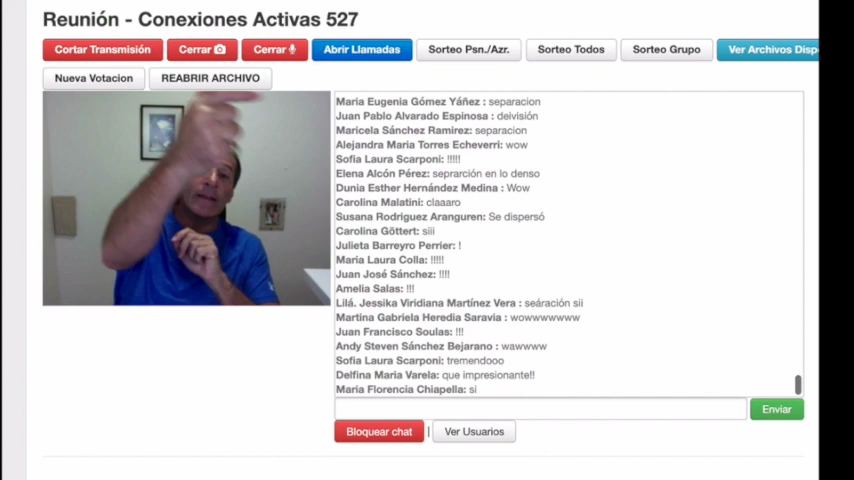 Reunión - Conexiones Activas 527
Cortar Transmisión Cerrar Cerrar Abrir Llamadas Sorteo Psn./Azr. Sorteo Todos Sorteo Grupo Ver Archivos Disp
Nueva Votacion REABRIR ARCHIVO
Maria Eugenia Gómez Yáñez : separacion
Juan Pablo Alvarado Espinosa : deivisión
Maricela Sánchez Ramirez: separacion
Alejandra Maria Torres Echeverri: wow
Sofia Laura Scarponi: !!!!!
Elena Alcón Pérez: seprarción en lo denso
Dunia Esther Hernández Medina : Wow
Carolina Malatini: claaaro
Susana Rodriguez Aranguren: Se dispersó
Carolina Göttert: siii
Julieta Barreyro Perrier: !
Maria Laura Colla: !!!!!
Juan José Sánchez: !!!!
Amelia Salas: !!!
Lilá. Jessika Viridiana Martínez Vera : seáración sii
Martina Gabriela Heredia Saravia : wowwwwwww
Juan Francisco Soulas: !!!
Andy Steven Sánchez Bejarano : wawwww
Sofia Laura Scarponi: tremendooo
Delfina Maria Varela: que impresionante!!
Maria Florencia Chiapella: si
Enviar
Bloquear chat | Ver Usuarios